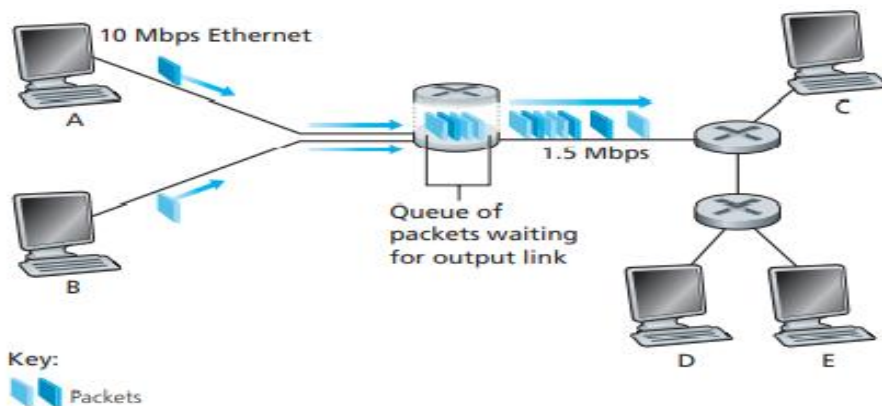 10 Mbps Ethernet
A
C
1.5 Mbps
Queue of
packets waiting
for output link
B
D
E
Key:
Packets